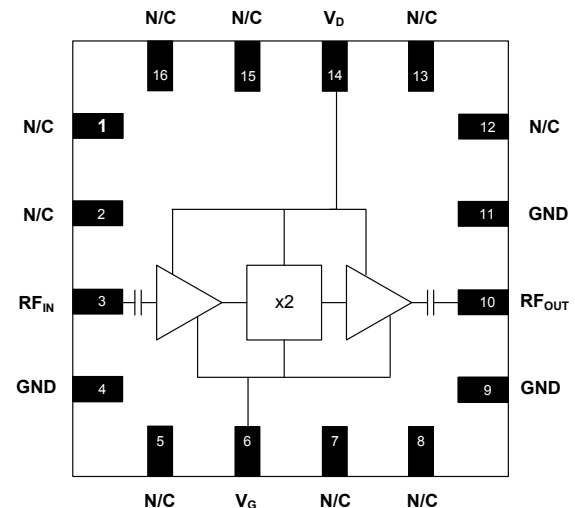 N/C N/C V_D N/C
16 15 14 13
N/C 1 12 N/C
N/C 2 11 GND
RF_IN 3 x2 10 RF_OUT
GND 4 9 GND
5 6 7 8
N/C V_G N/C N/C